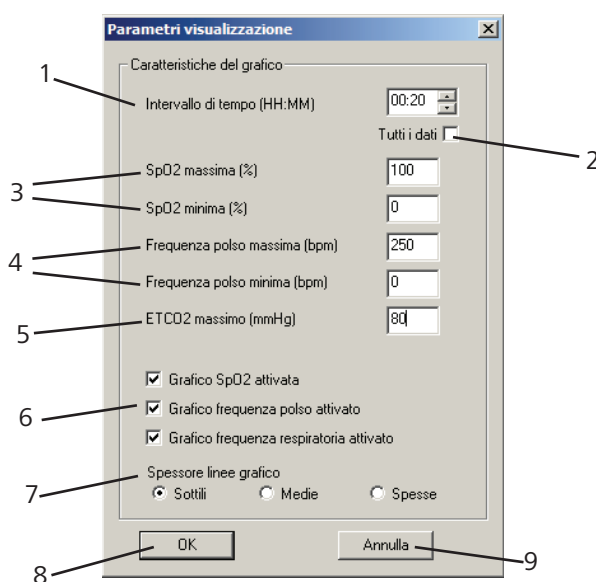 Parametri visualizzazione
Caratteristiche del grafico
1 Intervallo di tempo (HH:MM) 00:20
Tutti i dati 2
3 SpO2 massima (%) 100
SpO2 minima (%) 0
4 Frequenza polso massima (bpm) 250
Frequenza polso minima (bpm) 0
5 ETCO2 massimo (mmHg) 80
Grafico SpO2 attivata
6 Grafico frequenza polso attivato
Grafico frequenza respiratoria attivato
7 Spessore linee grafico
Sottili Medie Spesse
OK Annulla
8 9